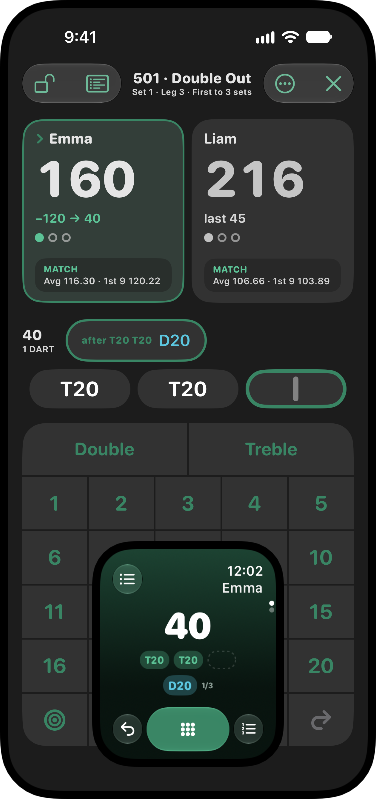 9:41
501 · Double Out
Set 1 · Leg 3 · First to 3 sets
Emma
160
−120 → 40
MATCH
Avg 116.30 · 1st 9 120.22
Liam
216
last 45
MATCH
Avg 106.66 · 1st 9 103.89
40
1 DART
after T20 T20 D20
T20 T20
Double Treble
1 2 3 4 5
6 10
11 15
16 20
12:02
Emma
40
T20 T20
D20 1/3